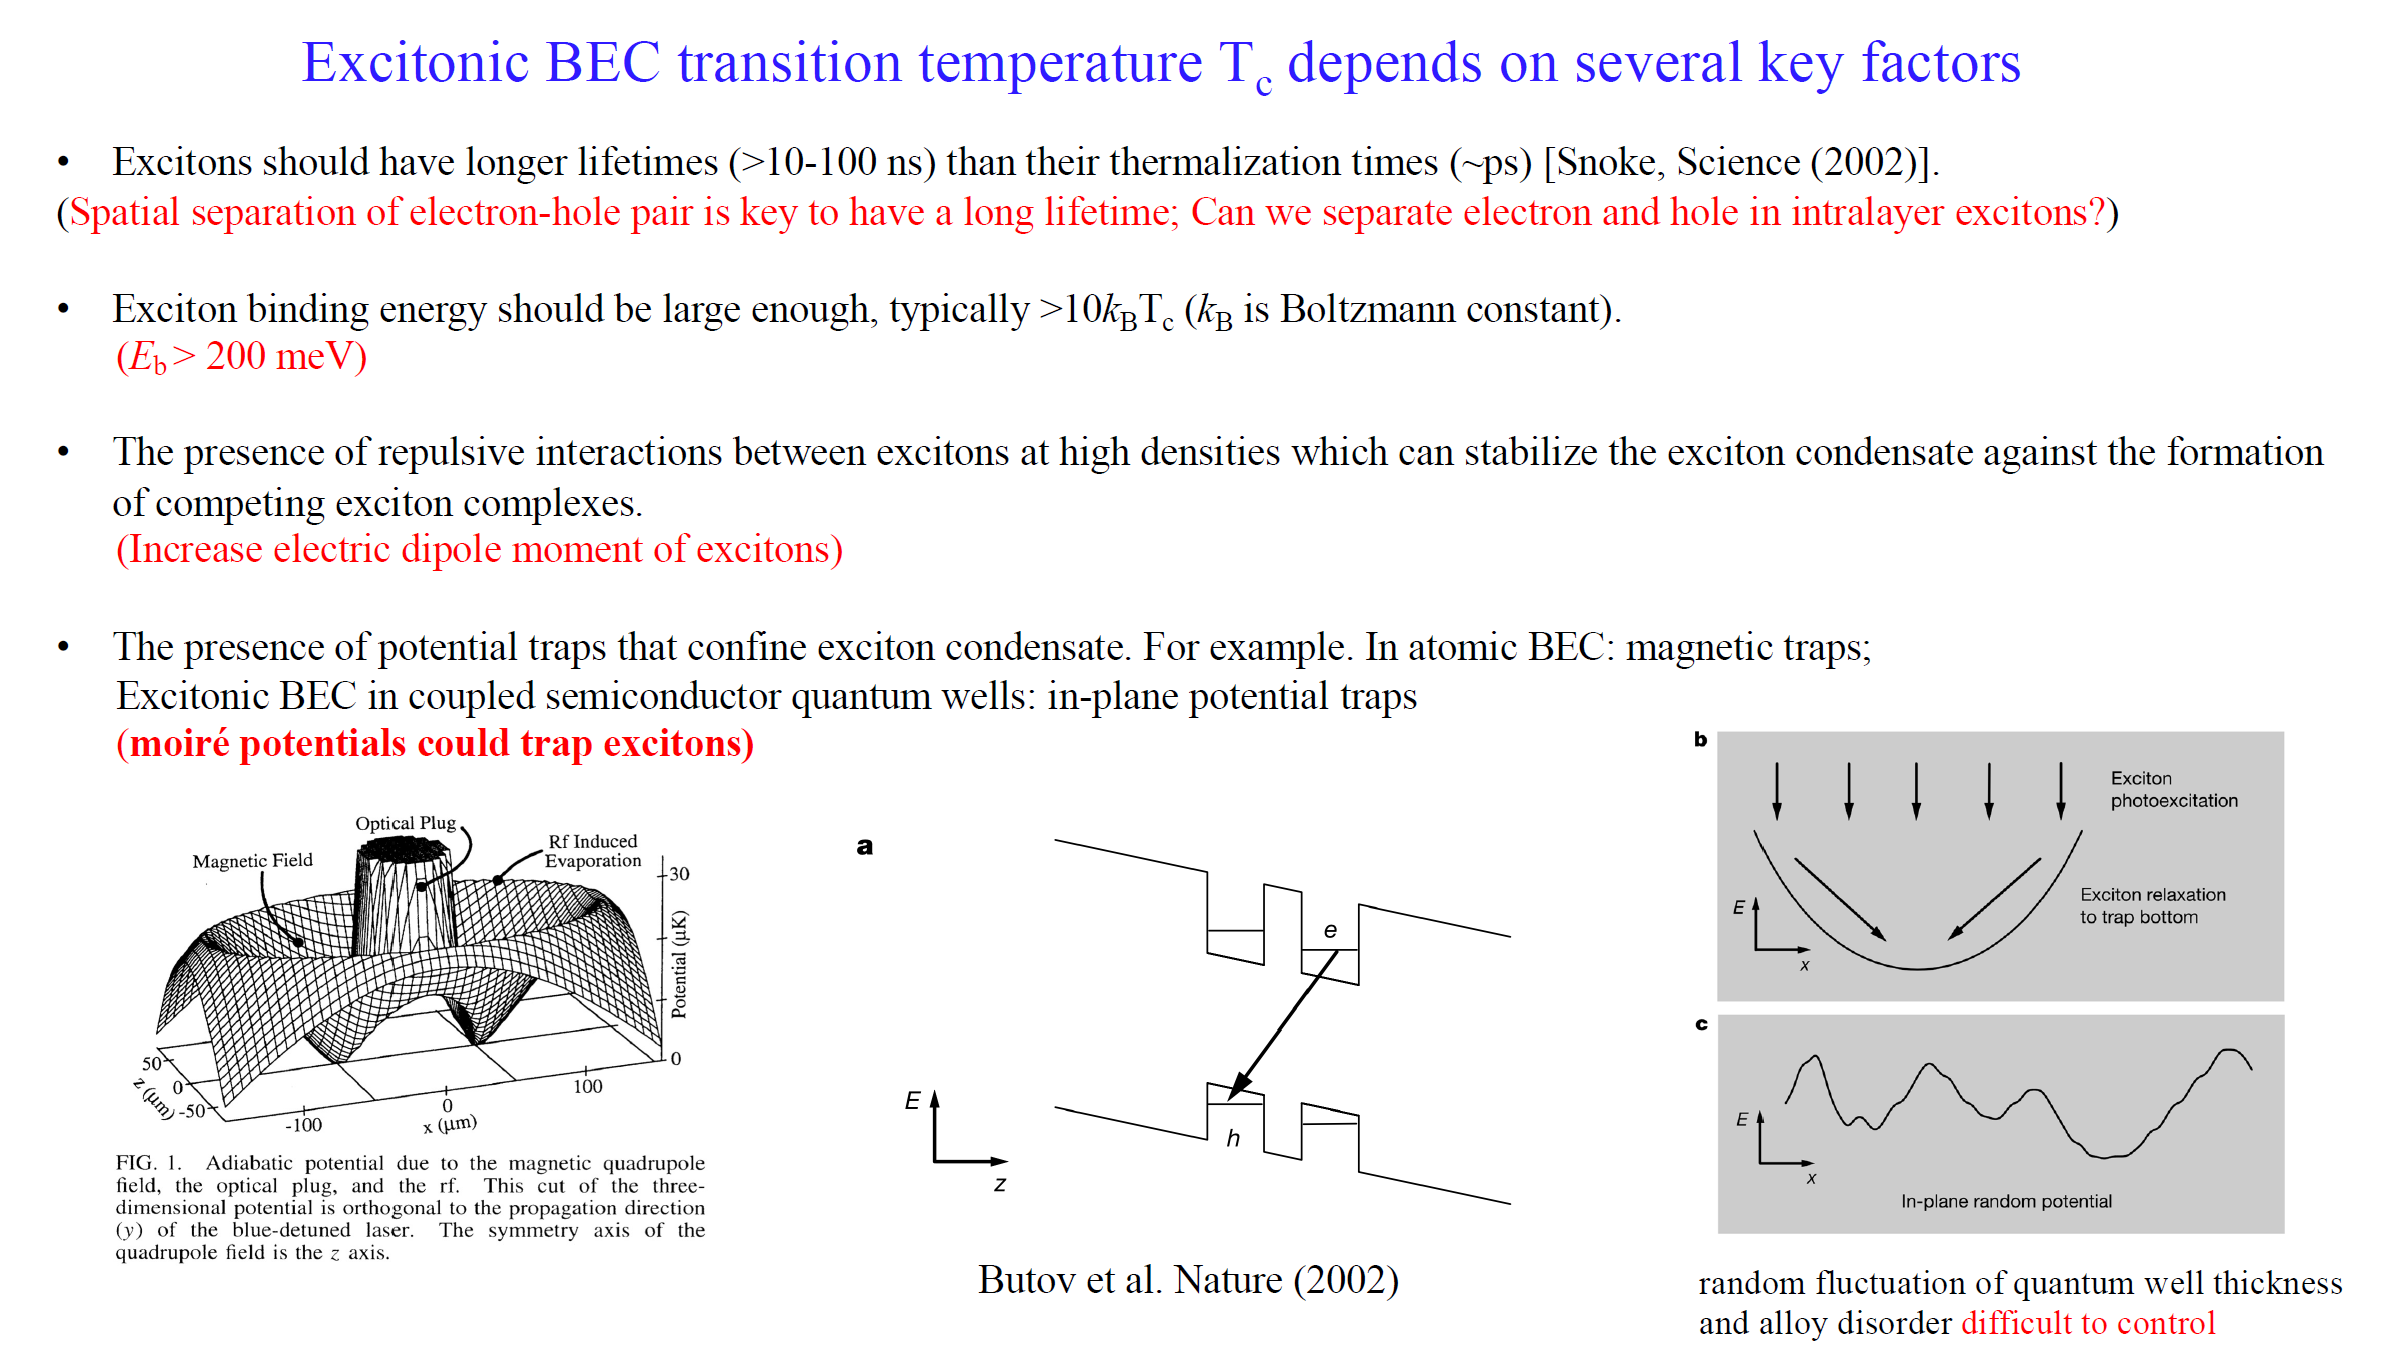 Excitonic BEC transition temperature Tc depends on several key factors
• Excitons should have longer lifetimes (>10-100 ns) than their thermalization times (~ps) [Snoke, Science (2002)].
(Spatial separation of electron-hole pair is key to have a long lifetime; Can we separate electron and hole in intralayer excitons?)
• Exciton binding energy should be large enough, typically >10kBTc (kB is Boltzmann constant).
(Eb > 200 meV)
• The presence of repulsive interactions between excitons at high densities which can stabilize the exciton condensate against the formation
of competing exciton complexes.
(Increase electric dipole moment of excitons)
• The presence of potential traps that confine exciton condensate. For example. In atomic BEC: magnetic traps;
Excitonic BEC in coupled semiconductor quantum wells: in-plane potential traps
(moiré potentials could trap excitons)
Optical Plug
Magnetic Field
Rf Induced
Evaporation
30
Potential (μK)
0
50
0
-50
z (μm)
-100
0
100
x (μm)
FIG. 1. Adiabatic potential due to the magnetic quadrupole
field, the optical plug, and the rf. This cut of the three-
dimensional potential is orthogonal to the propagation direction
(y) of the blue-detuned laser. The symmetry axis of the
quadrupole field is the z axis.
a
e
h
E
z
Butov et al. Nature (2002)
b
Exciton
photoexcitation
Exciton relaxation
to trap bottom
E
x
c
E
x
In-plane random potential
random fluctuation of quantum well thickness
and alloy disorder difficult to control